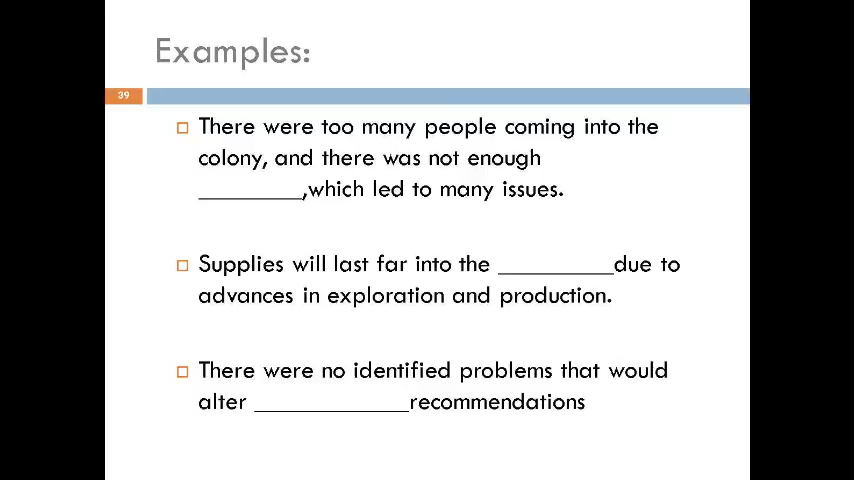 Examples:
39
There were too many people coming into the
colony, and there was not enough
_________,which led to many issues.
Supplies will last far into the __________due to
advances in exploration and production.
There were no identified problems that would
alter _____________recommendations